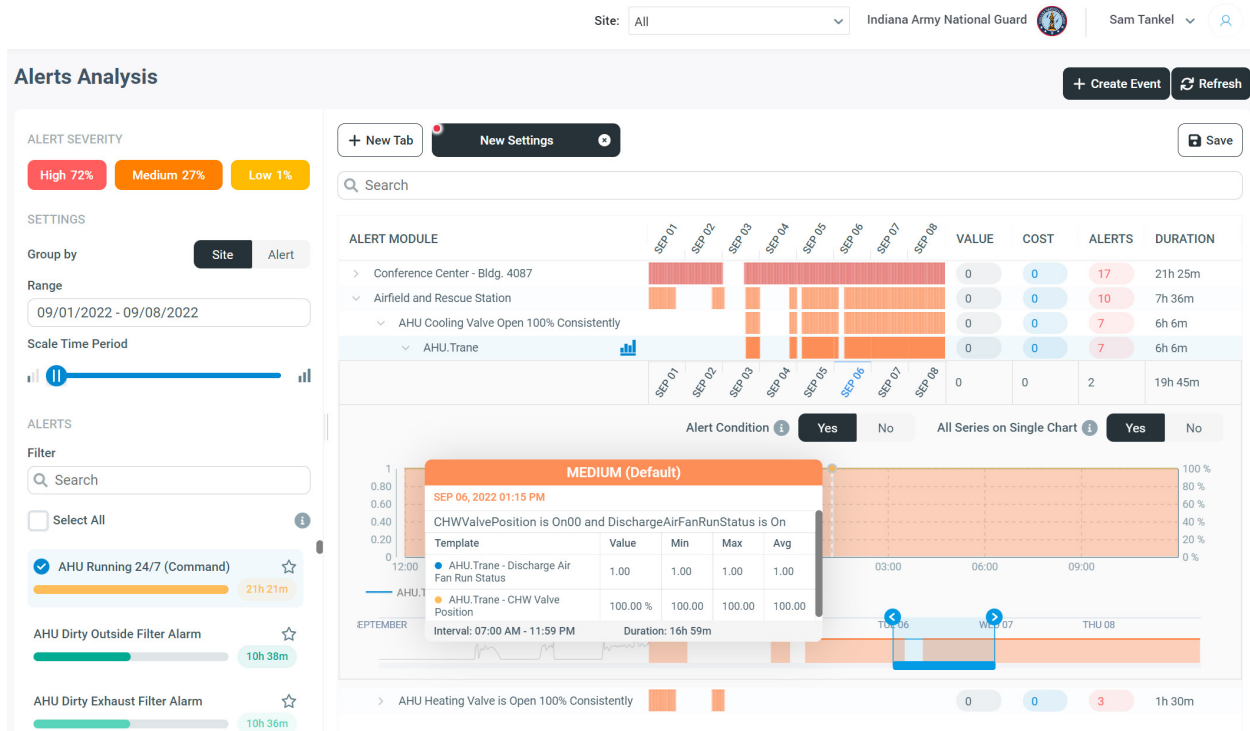 Site: All Indiana Army National Guard Sam Tankel
Alerts Analysis
+ Create Event Refresh
ALERT SEVERITY
High 72% Medium 27% Low 1%
SETTINGS
Group by Site Alert
Range
09/01/2022 - 09/08/2022
Scale Time Period
ALERTS
Filter
Search
Select All
AHU Running 24/7 (Command)
21h 21m
AHU Dirty Outside Filter Alarm
10h 38m
AHU Dirty Exhaust Filter Alarm
10h 36m
+ New Tab New Settings Save
Search
ALERT MODULE SEP 01 SEP 02 SEP 03 SEP 04 SEP 05 SEP 06 SEP 07 SEP 08 VALUE COST ALERTS DURATION
Conference Center - Bldg. 4087 0 0 17 21h 25m
Airfield and Rescue Station 0 0 10 7h 36m
AHU Cooling Valve Open 100% Consistently 0 0 7 6h 6m
AHU.Trane 0 0 7 6h 6m
SEP 01 SEP 02 SEP 03 SEP 04 SEP 05 SEP 06 SEP 07 SEP 08 0 0 2 19h 45m
Alert Condition Yes No All Series on Single Chart Yes No
1 100 %
0.80 80 %
0.60 60 %
0.40 40 %
0.20 20 %
0 0 %
12:00 03:00 06:00 09:00
MEDIUM (Default)
SEP 06, 2022 01:15 PM
CHWValvePosition is On00 and DischargeAirFanRunStatus is On
Template Value Min Max Avg
AHU.Trane - Discharge Air
Fan Run Status 1.00 1.00 1.00 1.00
AHU.Trane - CHW Valve
Position 100.00 % 100.00 100.00 100.00
Interval: 07:00 AM - 11:59 PM Duration: 16h 59m
AHU.T
EPTEMBER TUE 06 WED 07 THU 08
AHU Heating Valve is Open 100% Consistently 0 0 3 1h 30m